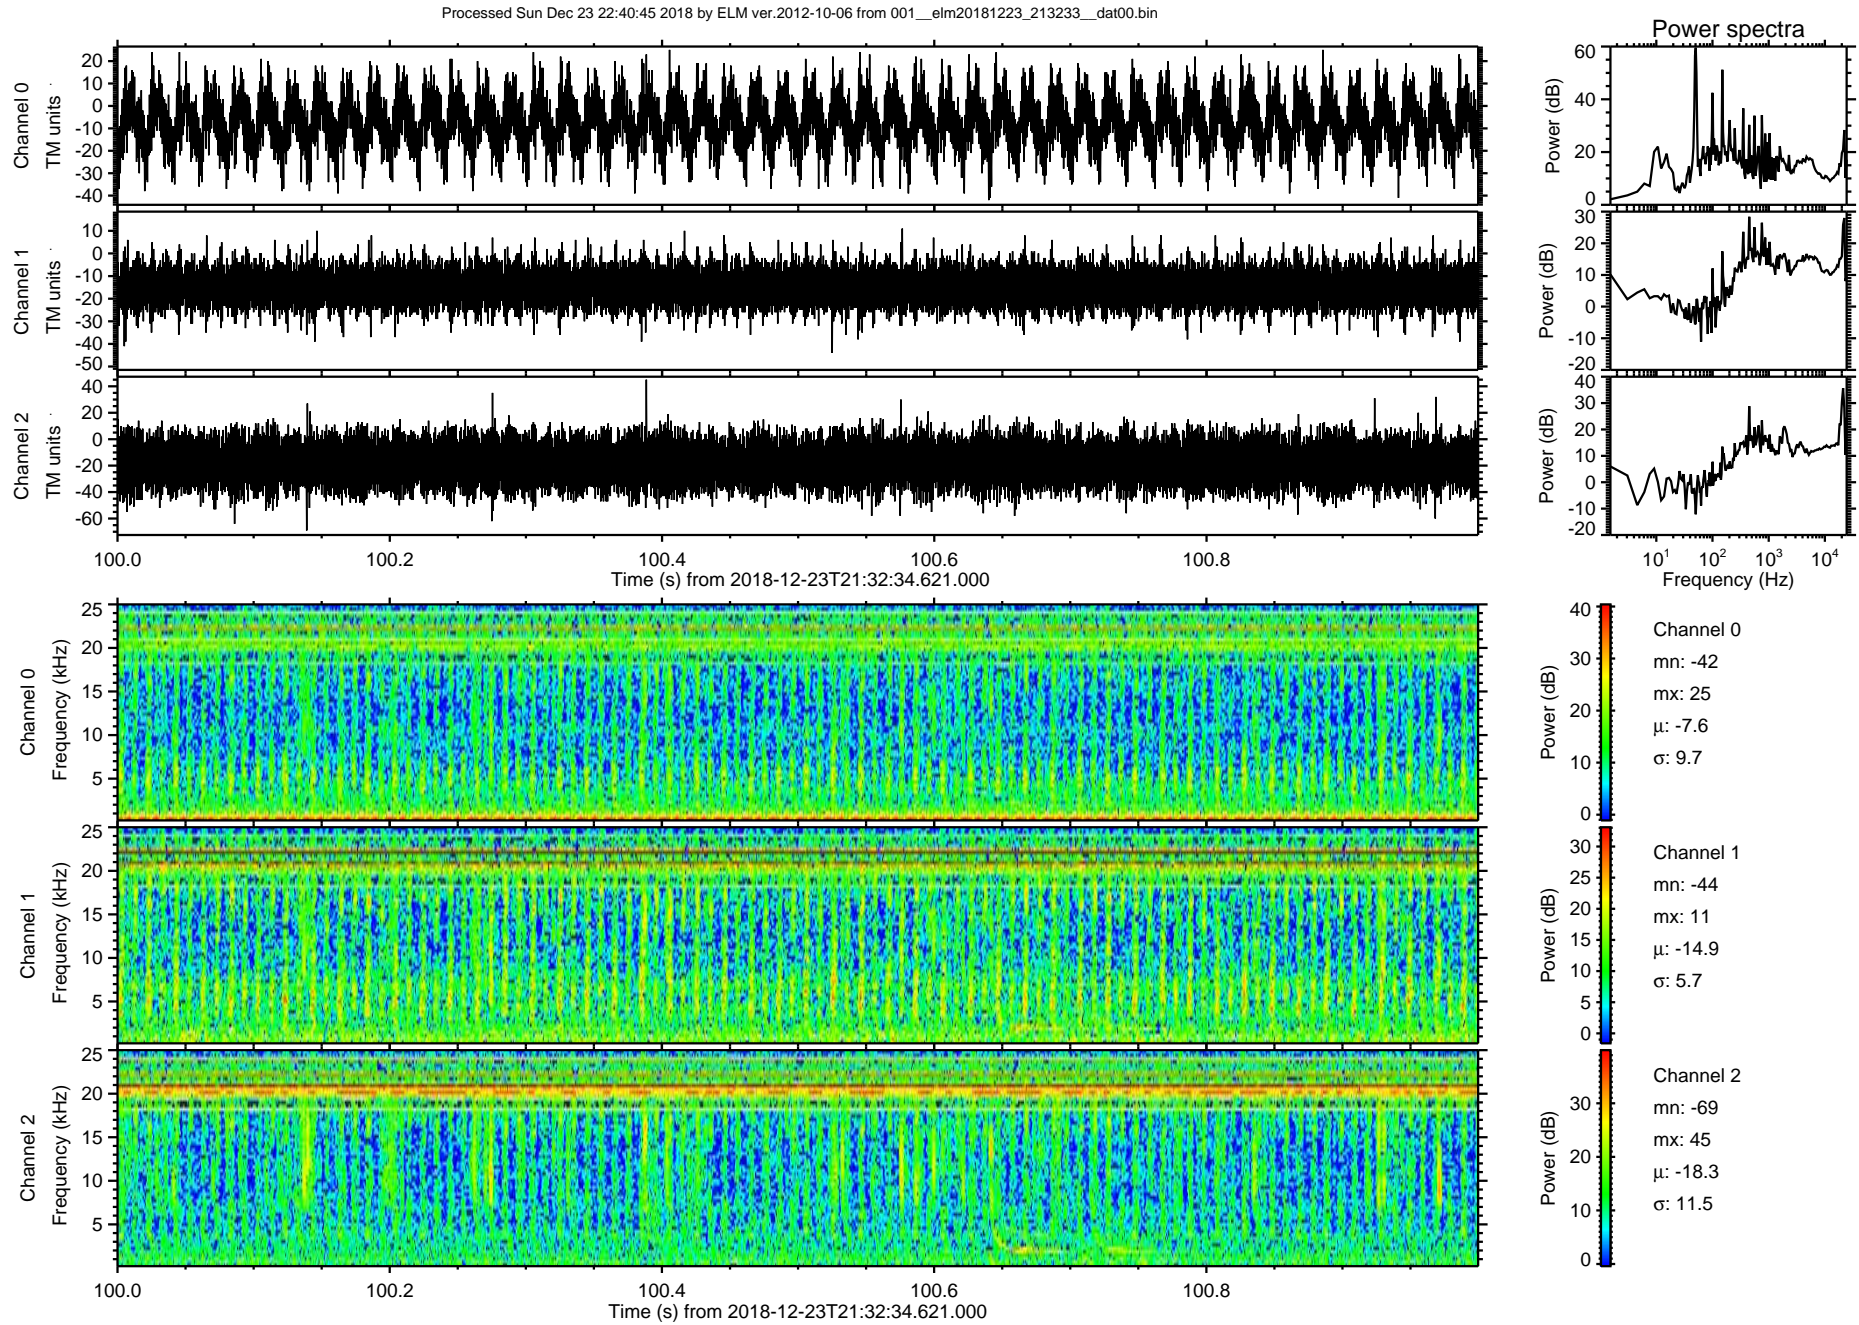 Processed Sun Dec 23 22:40:45 2018 by ELM ver.2012-10-06 from 001__elm20181223_213233__dat00.bin
Power spectra
Channel 0
TM units
20
10
0
-10
-20
-30
-40
Power (dB)
60
40
20
0
Channel 1
TM units
10
0
-10
-20
-30
-40
-50
Power (dB)
30
20
10
0
-10
-20
Channel 2
TM units
40
20
0
-20
-40
-60
Power (dB)
40
30
20
10
0
-10
-20
100.0 100.2 100.4 100.6 100.8
Time (s) from 2018-12-23T21:32:34.621.000
10¹ 10² 10³ 10⁴
Frequency (Hz)
Channel 0
Frequency (kHz)
25
20
15
10
5
Power (dB)
40
30
20
10
0
Channel 0
mn: -42
mx: 25
μ: -7.6
σ: 9.7
Channel 1
Frequency (kHz)
25
20
15
10
5
Power (dB)
30
25
20
15
10
5
0
Channel 1
mn: -44
mx: 11
μ: -14.9
σ: 5.7
Channel 2
Frequency (kHz)
25
20
15
10
5
Power (dB)
30
20
10
0
Channel 2
mn: -69
mx: 45
μ: -18.3
σ: 11.5
100.0 100.2 100.4 100.6 100.8
Time (s) from 2018-12-23T21:32:34.621.000